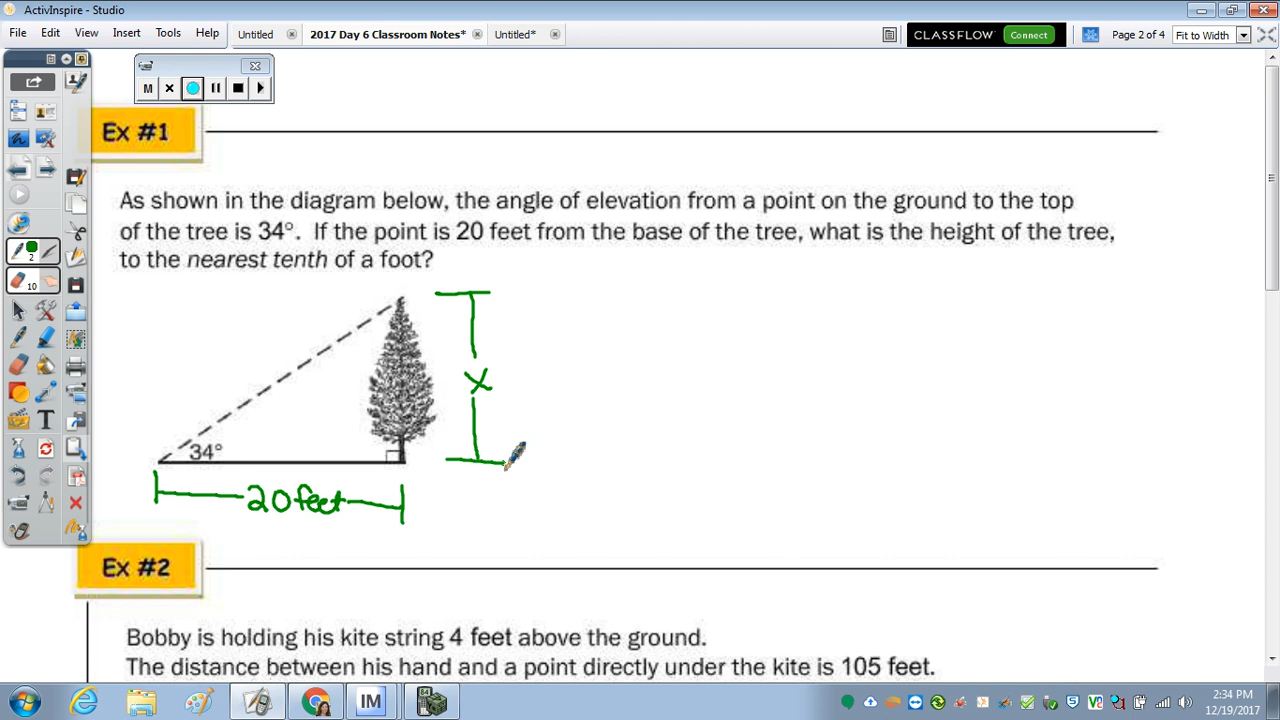 ActivInspire - Studio
File Edit View Insert Tools Help Untitled 2017 Day 6 Classroom Notes* Untitled* CLASSFLOW Connect Page 2 of 4 Fit to Width
M
Ex #1
As shown in the diagram below, the angle of elevation from a point on the ground to the top
of the tree is 34°. If the point is 20 feet from the base of the tree, what is the height of the tree,
to the nearest tenth of a foot?
2
10
T
x
34°
20 feet
Ex #2
Bobby is holding his kite string 4 feet above the ground.
The distance between his hand and a point directly under the kite is 105 feet.
IM
2:34 PM
12/19/2017